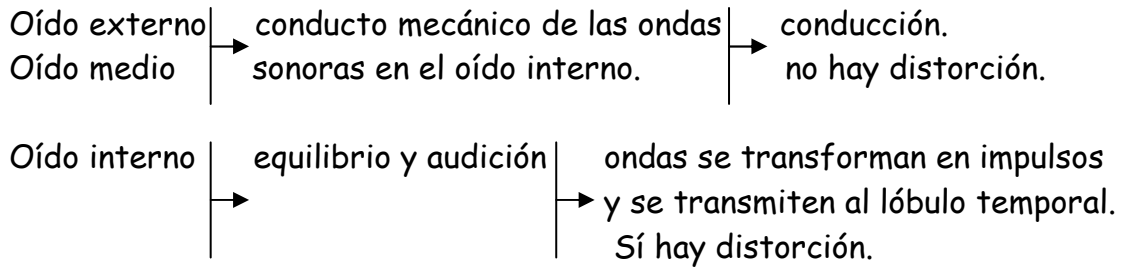 Oído externo conducto mecánico de las ondas conducción.
Oído medio sonoras en el oído interno. no hay distorción.
Oído interno equilibrio y audición ondas se transforman en impulsos
y se transmiten al lóbulo temporal.
Sí hay distorción.